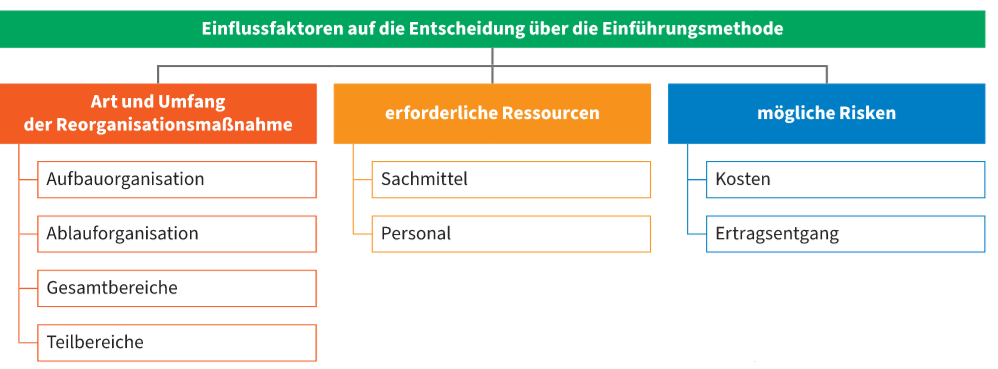 Einflussfaktoren auf die Entscheidung über die Einführungsmethode
Art und Umfang
der Reorganisationsmaßnahme
Aufbauorganisation
Ablauforganisation
Gesamtbereiche
Teilbereiche
erforderliche Ressourcen
Sachmittel
Personal
mögliche Risken
Kosten
Ertragsentgang